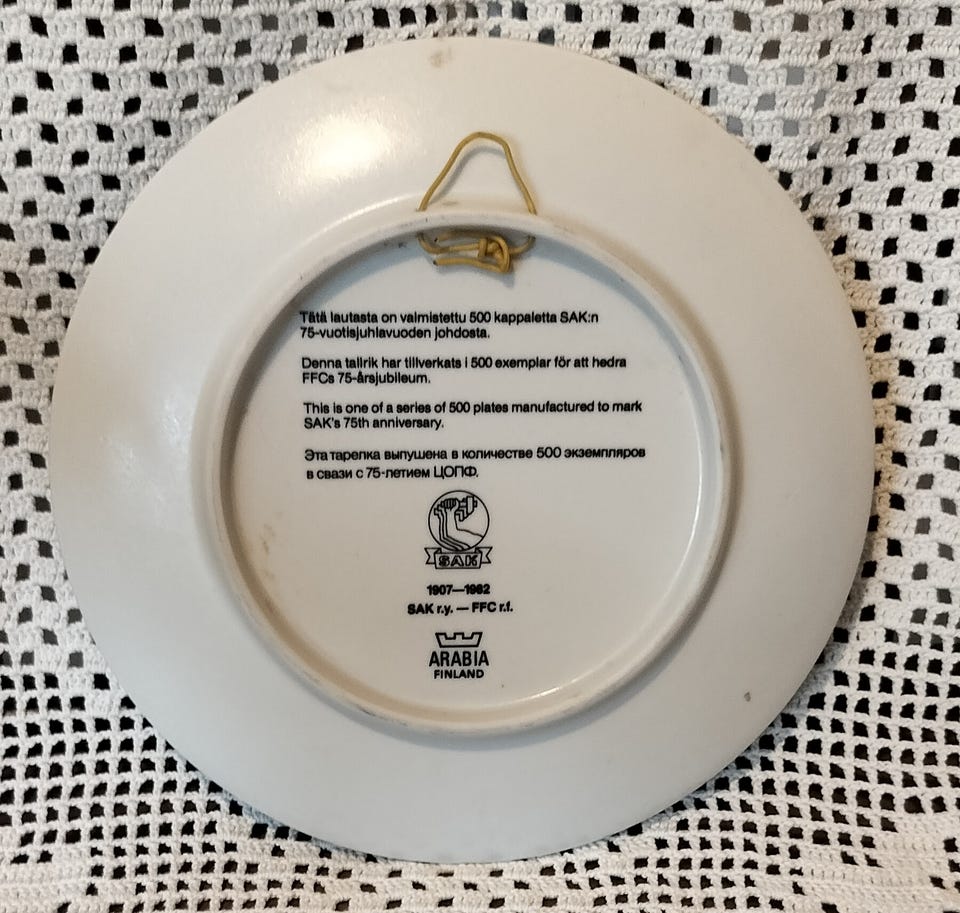 Tätä lautasta on valmistettu 500 kappaletta SAK:n
75-vuotisjuhlavuoden johdosta.
Denna tallrik har tillverkats i 500 exemplar för att hedra
FFCs 75-årsjubileum.
This is one of a series of 500 plates manufactured to mark
SAK's 75th anniversary.
Эта тарелка выпушена в количестве 500 экземпляров
в свази с 75-летием ЦОПФ.
SAK
1907—1982
SAK r.y. — FFC r.f.
ARABIA
FINLAND